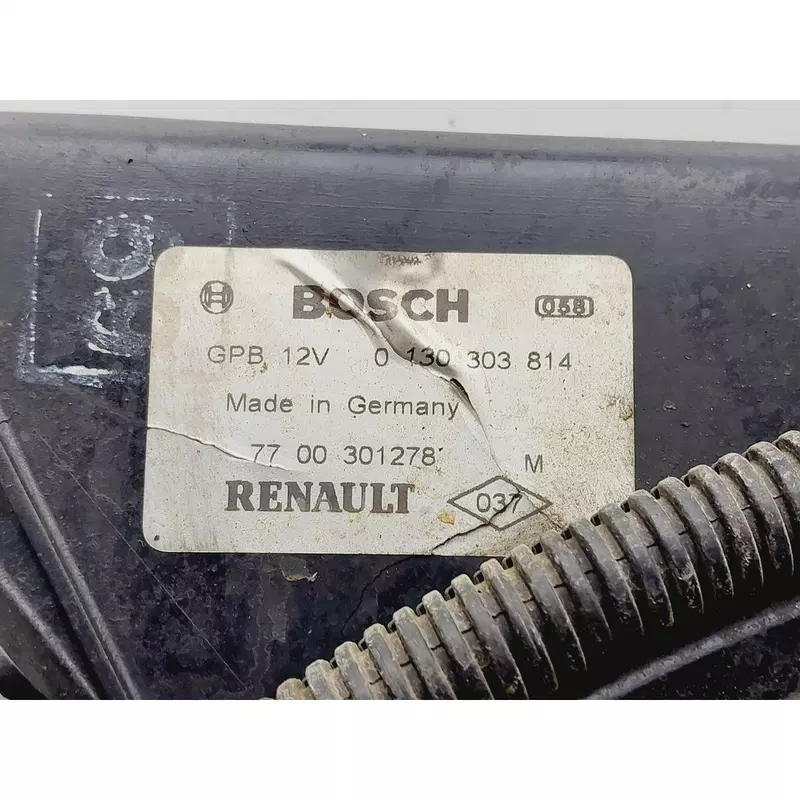 BOSCH 058
GPB 12V 0 130 303 814
Made in Germany
77 00 301278 M
RENAULT 037